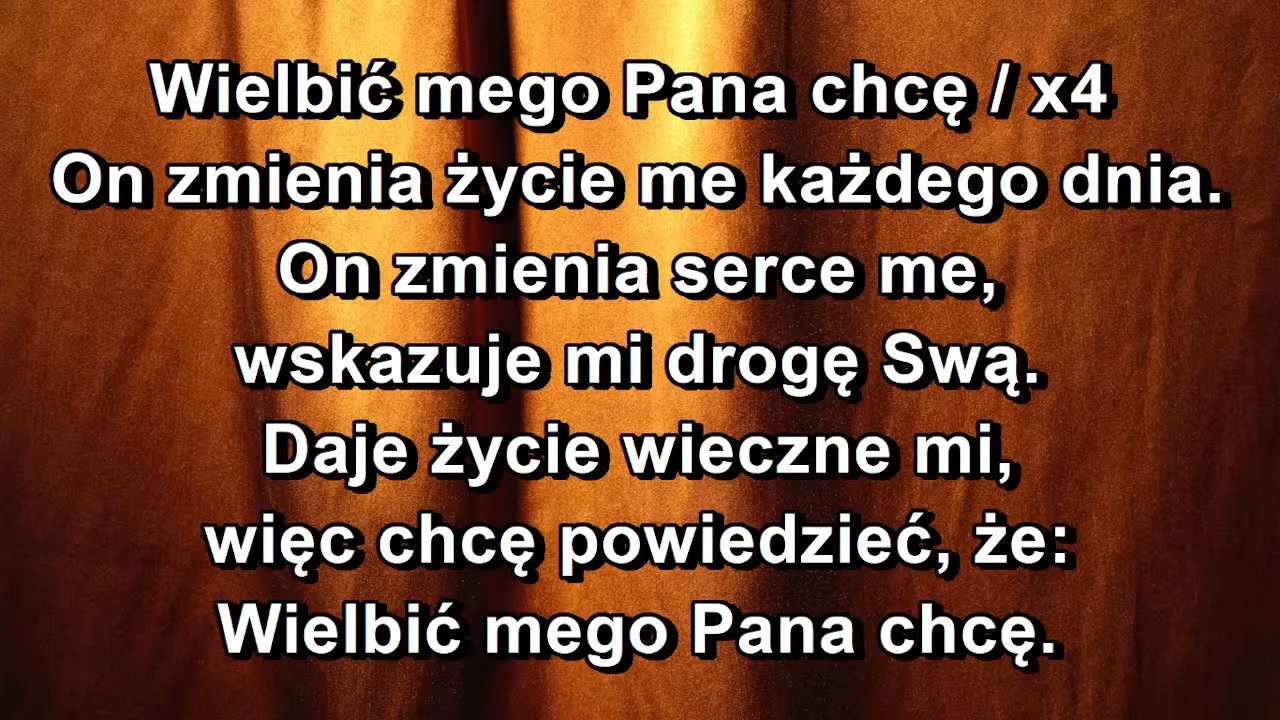 Wielbić mego Pana chcę / x4
On zmienia życie me każdego dnia.
On zmienia serce me,
wskazuje mi drogę Swą.
Daje życie wieczne mi,
więc chcę powiedzieć, że:
Wielbić mego Pana chcę.